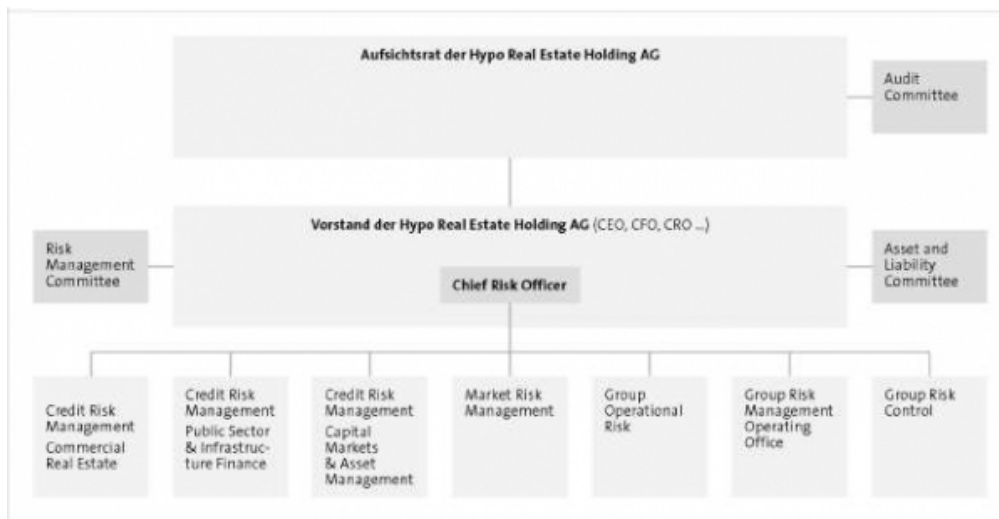 Aufsichtsrat der Hypo Real Estate Holding AG
Audit
Committee
Vorstand der Hypo Real Estate Holding AG (CEO, CFO, CRO ...)
Risk
Management
Committee
Asset and
Liability
Committee
Chief Risk Officer
Credit Risk
Management
Commercial
Real Estate
Credit Risk
Management
Public Sector
& Infrastruc-
ture Finance
Credit Risk
Management
Capital
Markets
& Asset
Management
Market Risk
Management
Group
Operational
Risk
Group Risk
Management
Operating
Office
Group Risk
Control